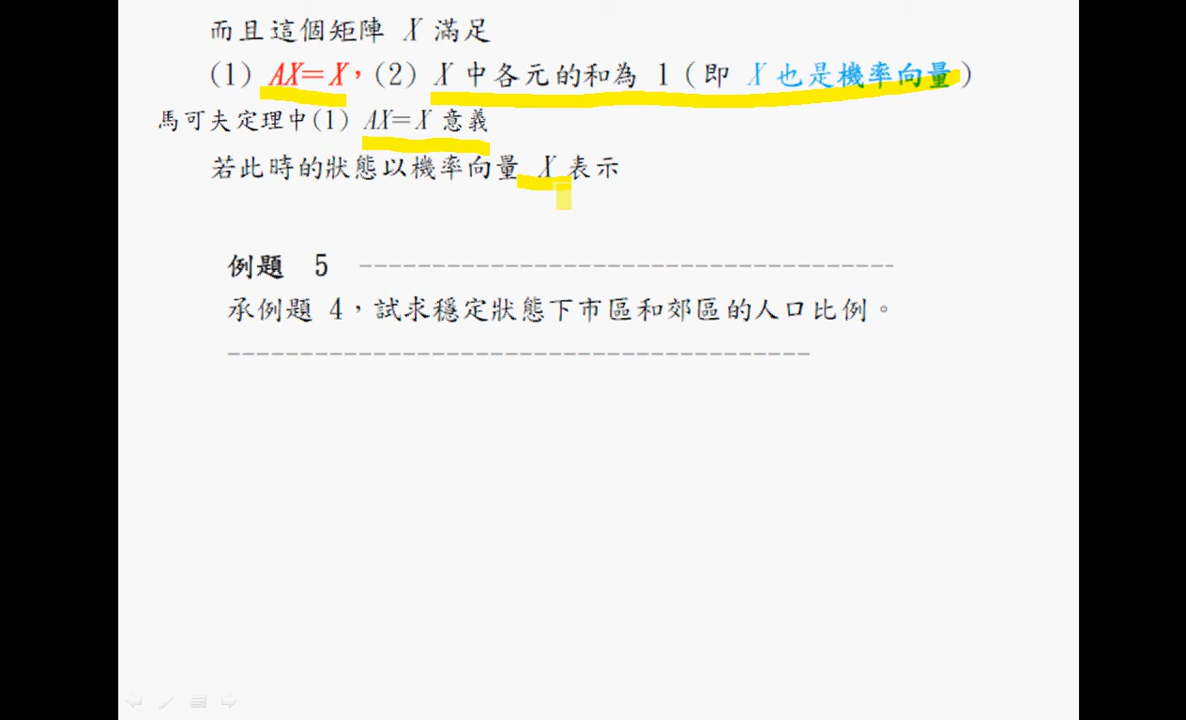 而且這個矩陣 X 滿足
(1) AX=X，(2) X 中各元的和為 1（即 X 也是機率向量）
馬可夫定理中(1) AX=X 意義
若此時的狀態以機率向量 X 表示
例題 5
承例題 4，試求穩定狀態下市區和郊區的人口比例。